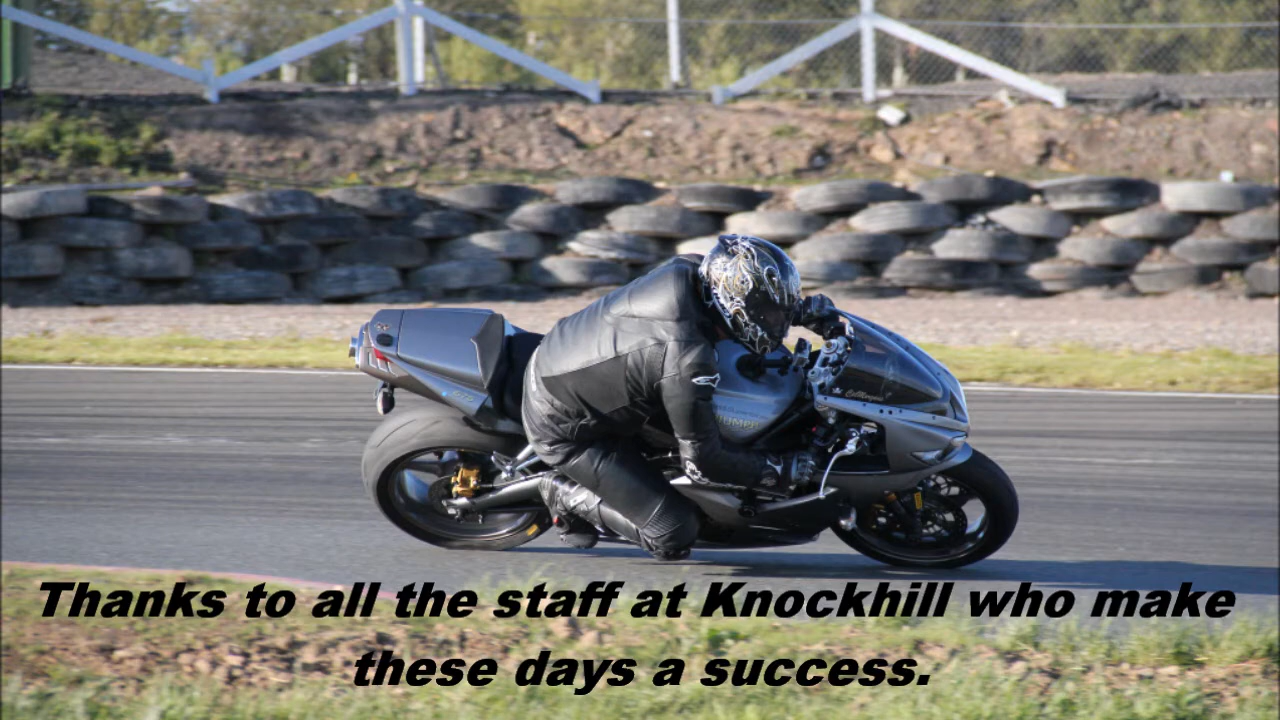 Thanks to all the staff at Knockhill who make
these days a success.